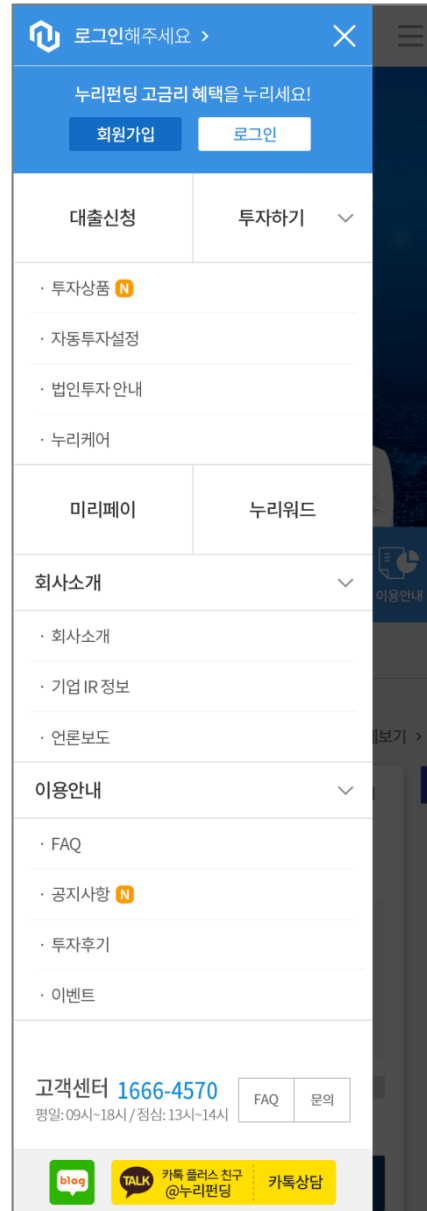 로그인해주세요 >
누리펀딩 고금리 혜택을 누리세요!
회원가입 로그인
대출신청 투자하기
· 투자상품 N
· 자동투자설정
· 법인투자 안내
· 누리케어
미리페이 누리워드
회사소개
이용안내
· 회사소개
· 기업 IR 정보
· 언론보도
보기 >
이용안내
· FAQ
· 공지사항 N
· 투자후기
· 이벤트
고객센터 1666-4570
평일: 09시~18시 / 점심: 13시~14시
FAQ 문의
blog
TALK 카톡 플러스 친구
@누리펀딩
카톡상담